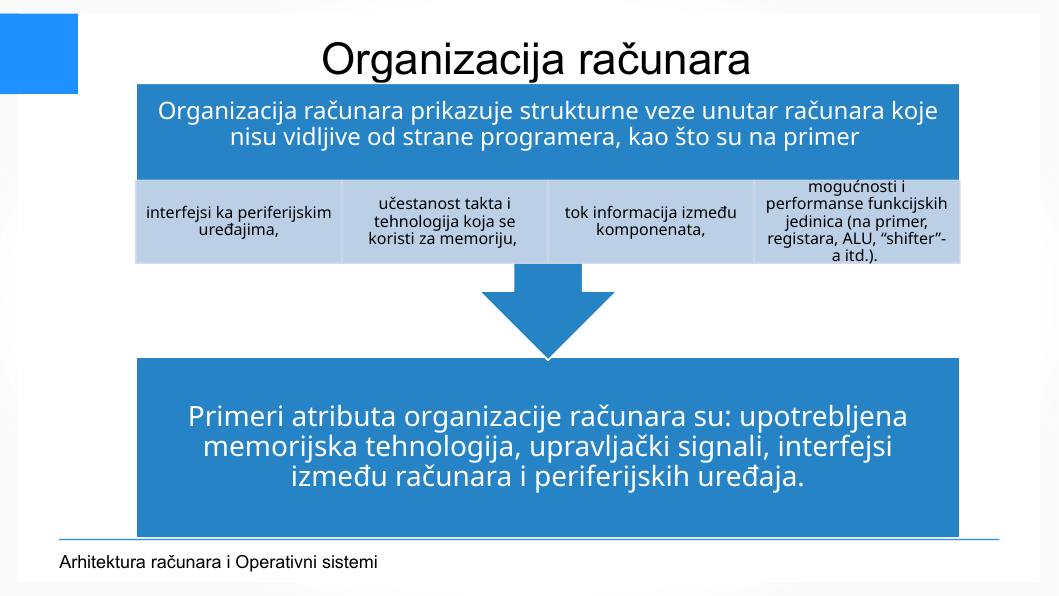 Organizacija računara
Organizacija računara prikazuje strukturne veze unutar računara koje
nisu vidljive od strane programera, kao što su na primer
interfejsi ka periferijskim
uređajima,
učestanost takta i
tehnologija koja se
koristi za memoriju,
tok informacija između
komponenata,
mogućnosti i
performanse funkcijskih
jedinica (na primer,
registara, ALU, “shifter”-
a itd.).
Primeri atributa organizacije računara su: upotrebljena
memorijska tehnologija, upravljački signali, interfejsi
između računara i periferijskih uređaja.
Arhitektura računara i Operativni sistemi